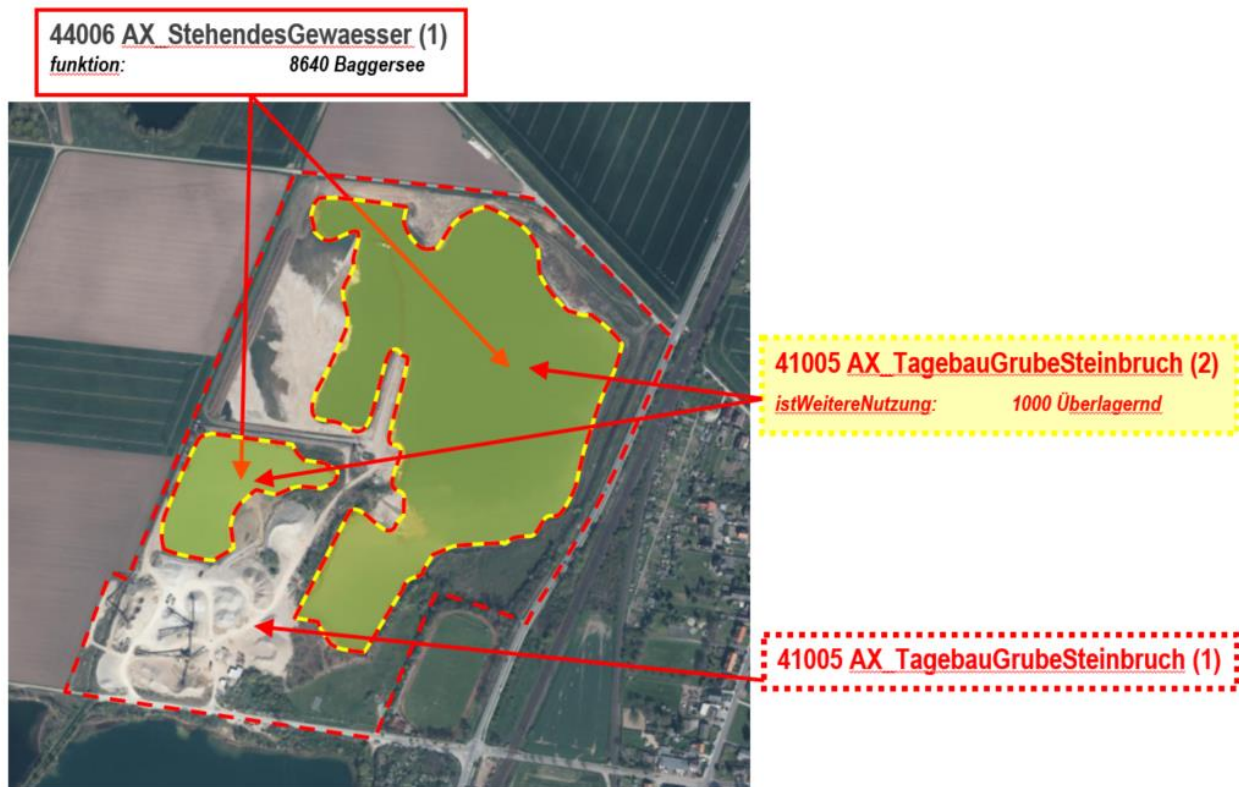 44006 AX_StehendesGewaesser (1)
funktion: 8640 Baggersee
41005 AX_TagebauGrubeSteinbruch (2)
istWeitereNutzung: 1000 Überlagernd
41005 AX_TagebauGrubeSteinbruch (1)